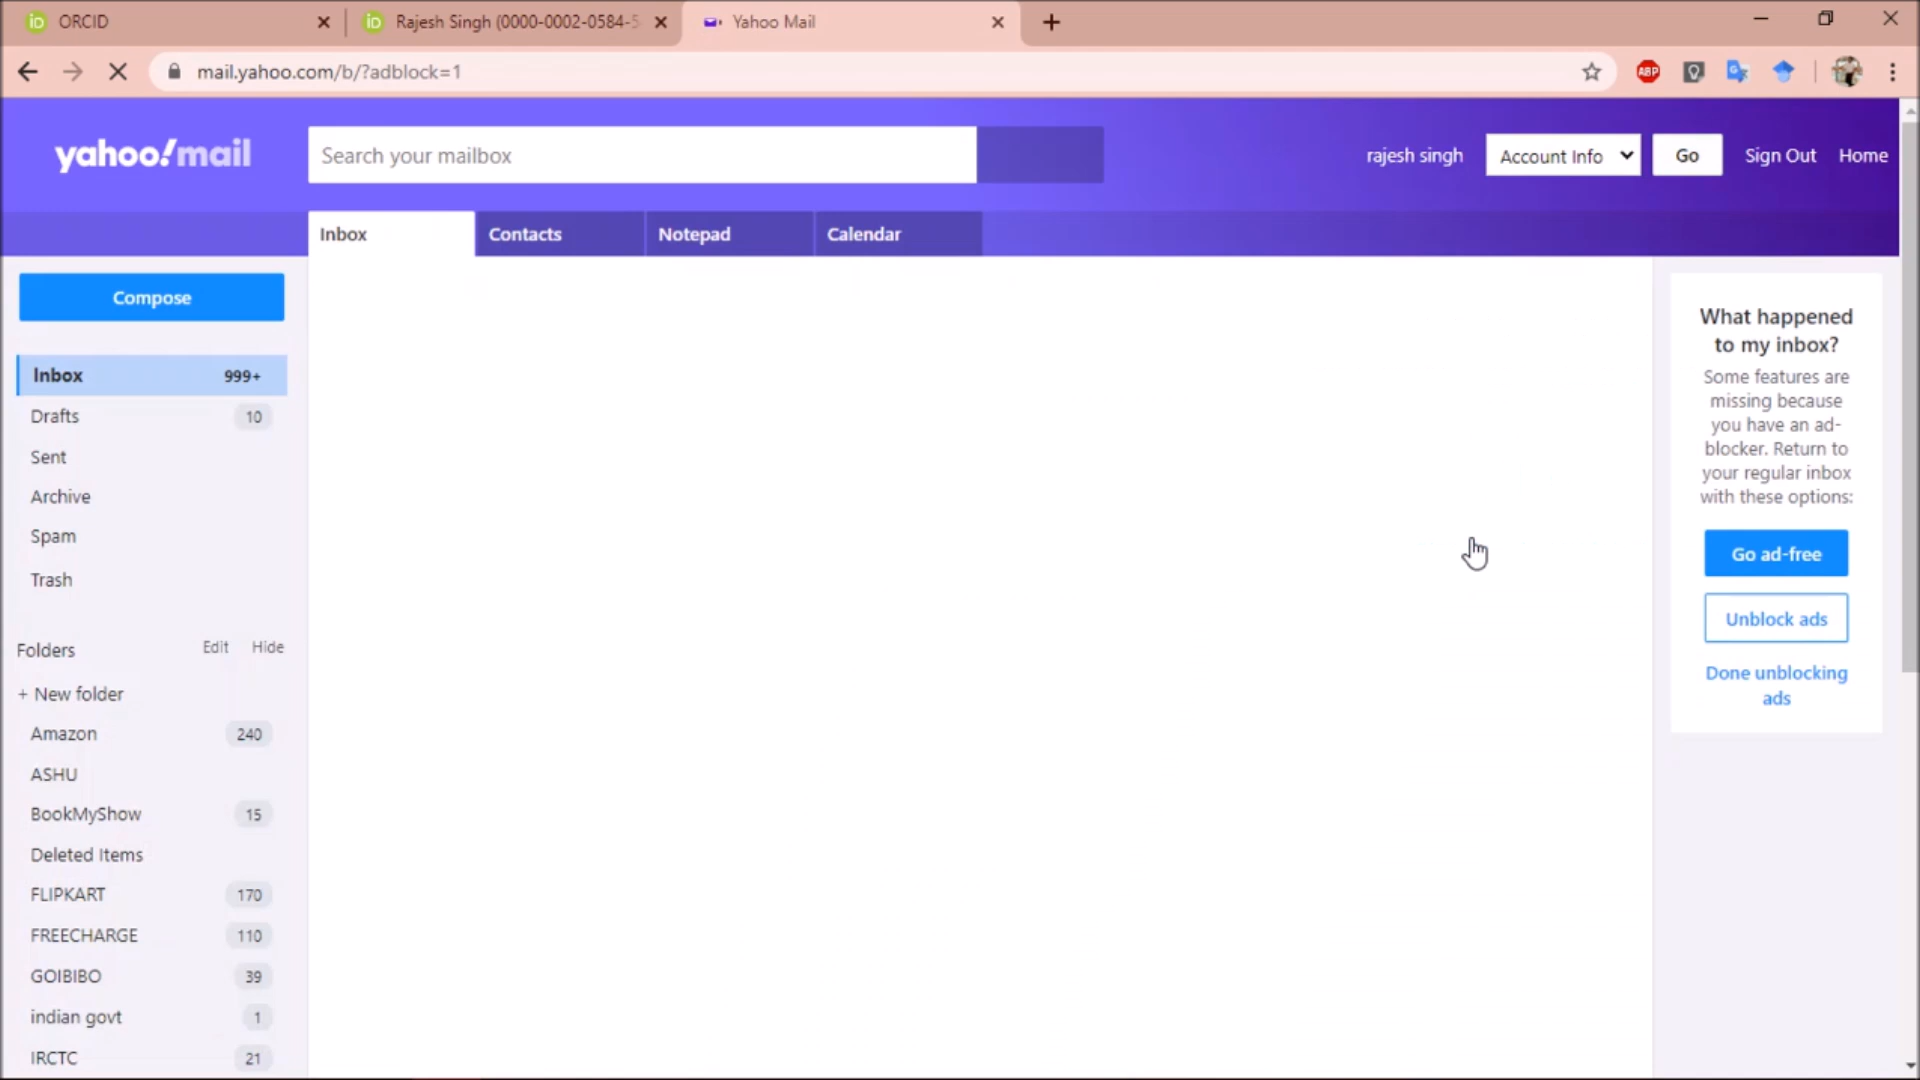 ORCID
Rajesh Singh (0000-0002-0584-5
Yahoo Mail
mail.yahoo.com/b/?adblock=1
ABP
yahoo!mail
Search your mailbox
rajesh singh
Account Info
Go
Sign Out
Home
Inbox
Contacts
Notepad
Calendar
Compose
Inbox 999+
Drafts 10
Sent
Archive
Spam
Trash
Folders Edit Hide
+ New folder
Amazon 240
ASHU
BookMyShow 15
Deleted Items
FLIPKART 170
FREECHARGE 110
GOIBIBO 39
indian govt 1
IRCTC 21
What happened
to my inbox?
Some features are
missing because
you have an ad-
blocker. Return to
your regular inbox
with these options:
Go ad-free
Unblock ads
Done unblocking
ads